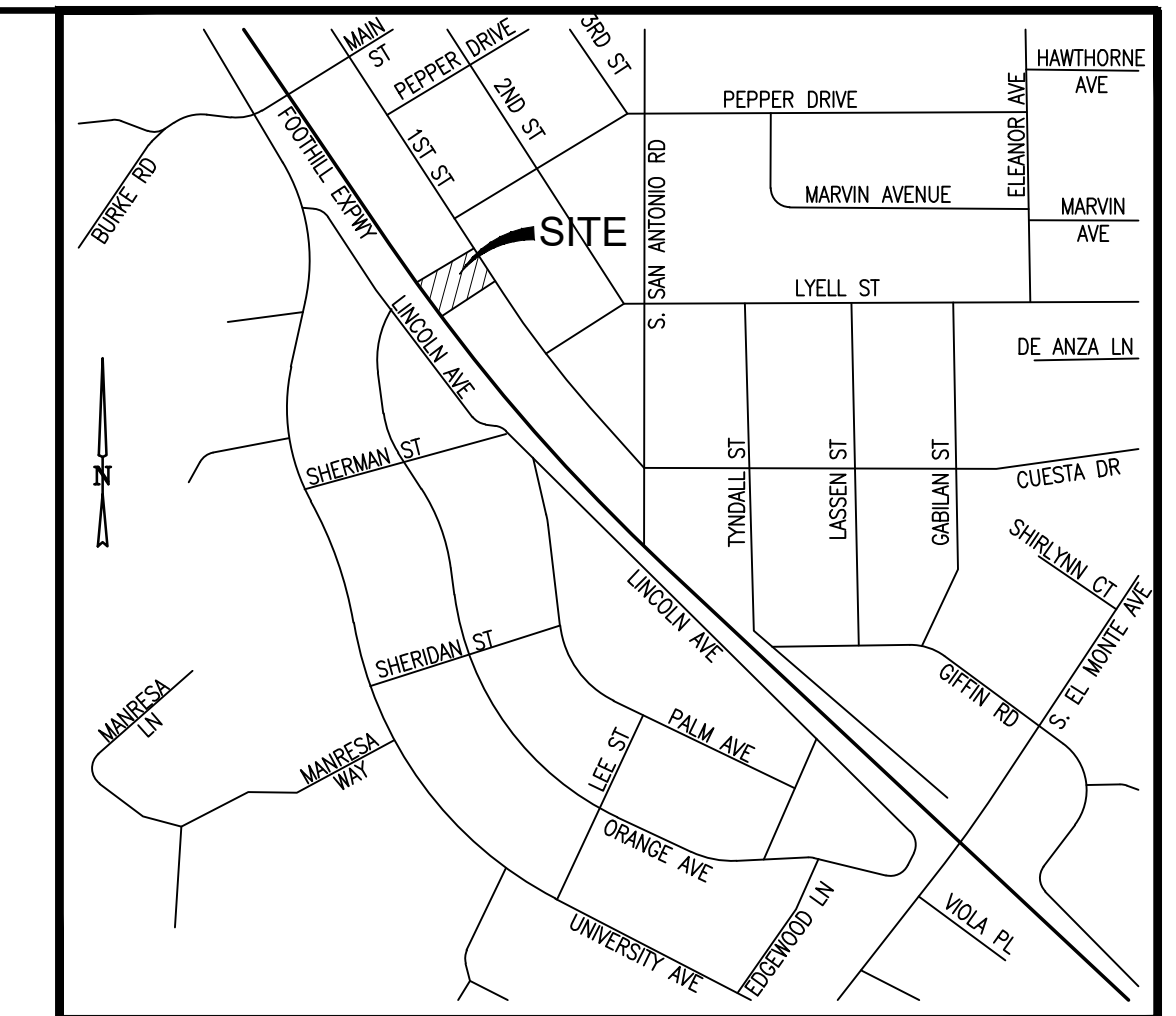 MAIN
ST
PEPPER DRIVE
3RD ST
HAWTHORNE
AVE
2ND ST
PEPPER DRIVE
ELEANOR AVE
FOOTHILL EXPWY
1ST ST
BURKE RD
S. SAN ANTONIO RD
MARVIN AVENUE
MARVIN
AVE
SITE
LYELL ST
LINCOLN AVE
DE ANZA LN
SHERMAN ST
TYNDALL ST
LASSEN ST
GABILAN ST
CUESTA DR
N
SHIRLYNN CT
LINCOLN AVE
S. EL MONTE AVE
SHERIDAN ST
GIFFIN RD
MANRESA
LN
PALM AVE
MANRESA
WAY
LEE ST
ORANGE AVE
EDGEWOOD LN
VIOLA PL
UNIVERSITY AVE